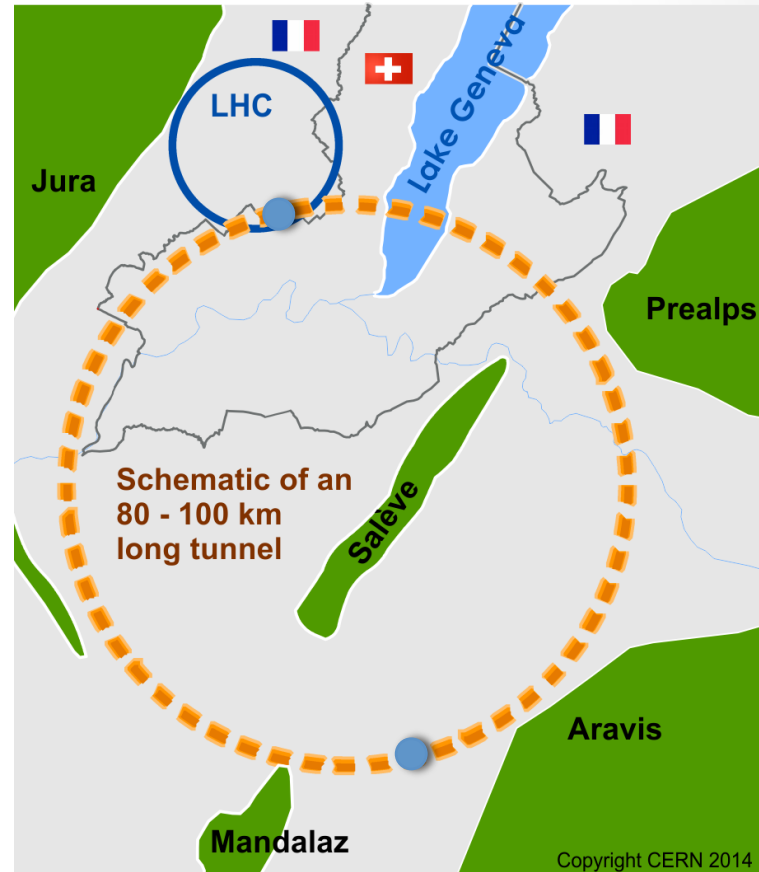 LHC
Lake Geneva
Jura
Prealps
Schematic of an
80 - 100 km
long tunnel
Salève
Aravis
Mandalaz
Copyright CERN 2014